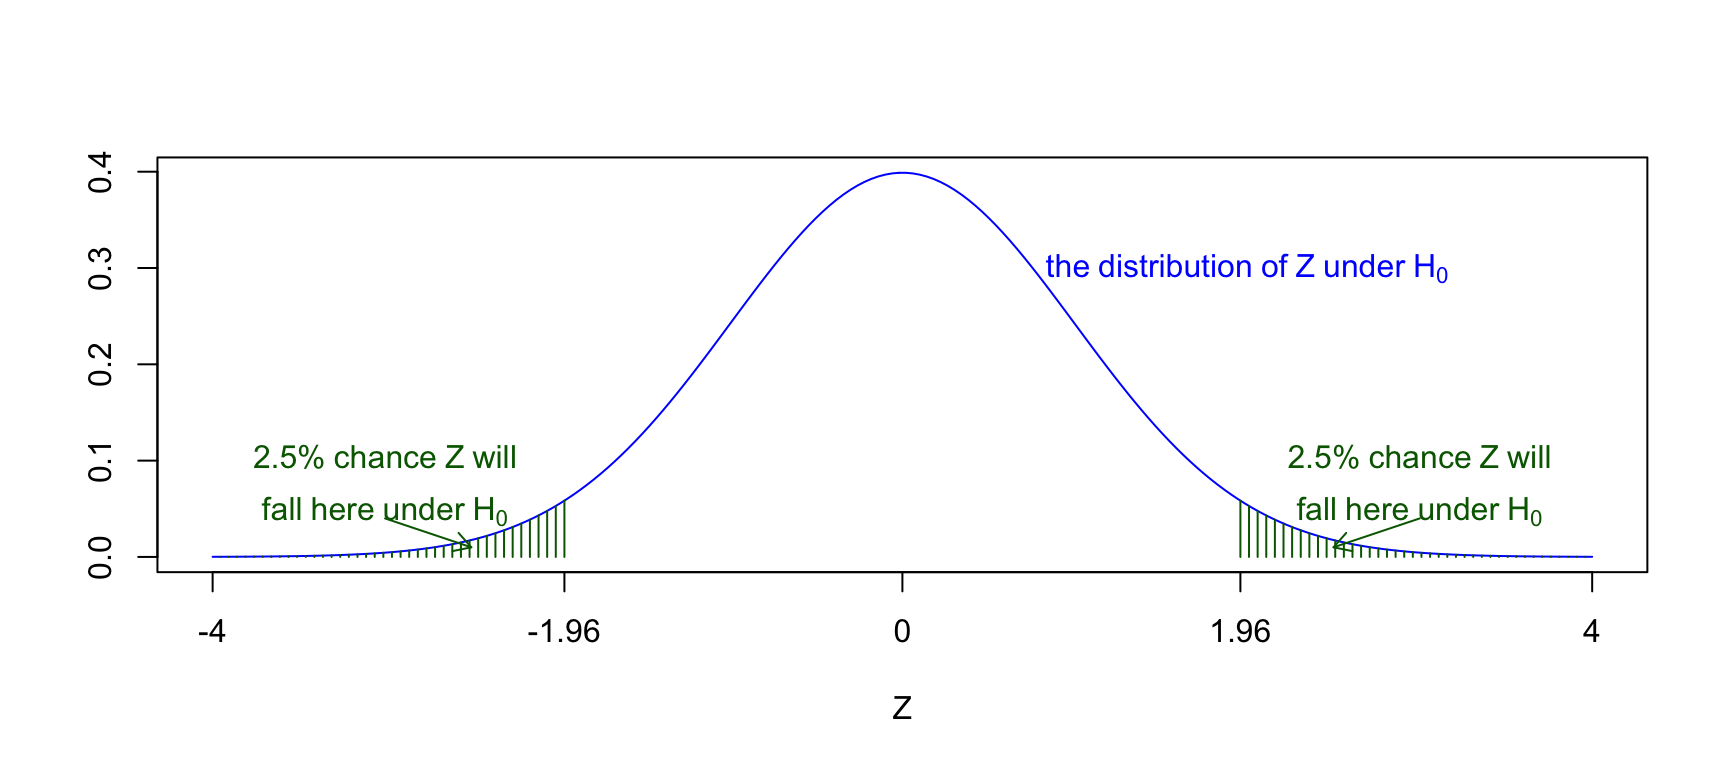 0.4
0.3
the distribution of Z under H₀
0.2
0.1
2.5% chance Z will
fall here under H₀
2.5% chance Z will
fall here under H₀
0.0
-4 -1.96 0 1.96 4
Z